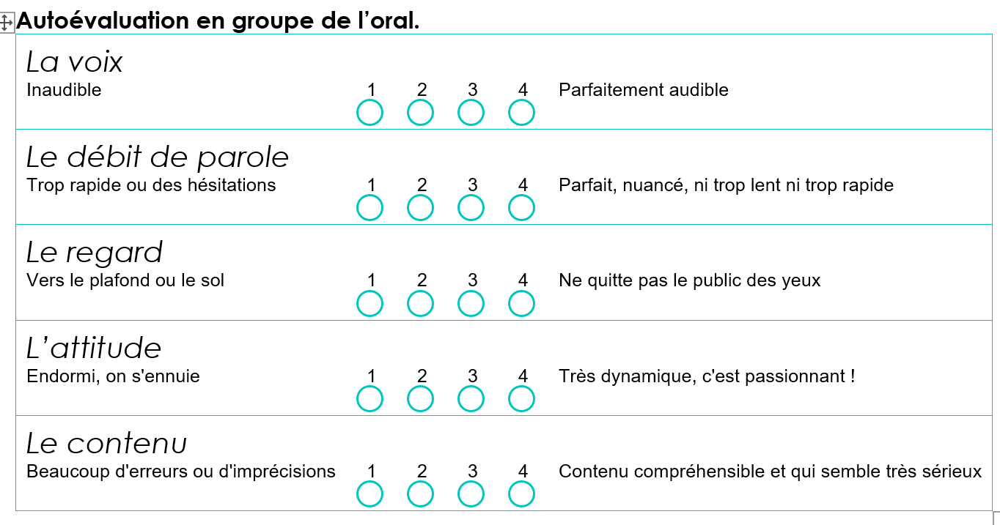 Autoévaluation en groupe de l’oral.
La voix
Inaudible 1 2 3 4 Parfaitement audible
Le débit de parole
Trop rapide ou des hésitations 1 2 3 4 Parfait, nuancé, ni trop lent ni trop rapide
Le regard
Vers le plafond ou le sol 1 2 3 4 Ne quitte pas le public des yeux
L’attitude
Endormi, on s'ennuie 1 2 3 4 Très dynamique, c'est passionnant !
Le contenu
Beaucoup d'erreurs ou d'imprécisions 1 2 3 4 Contenu compréhensible et qui semble très sérieux